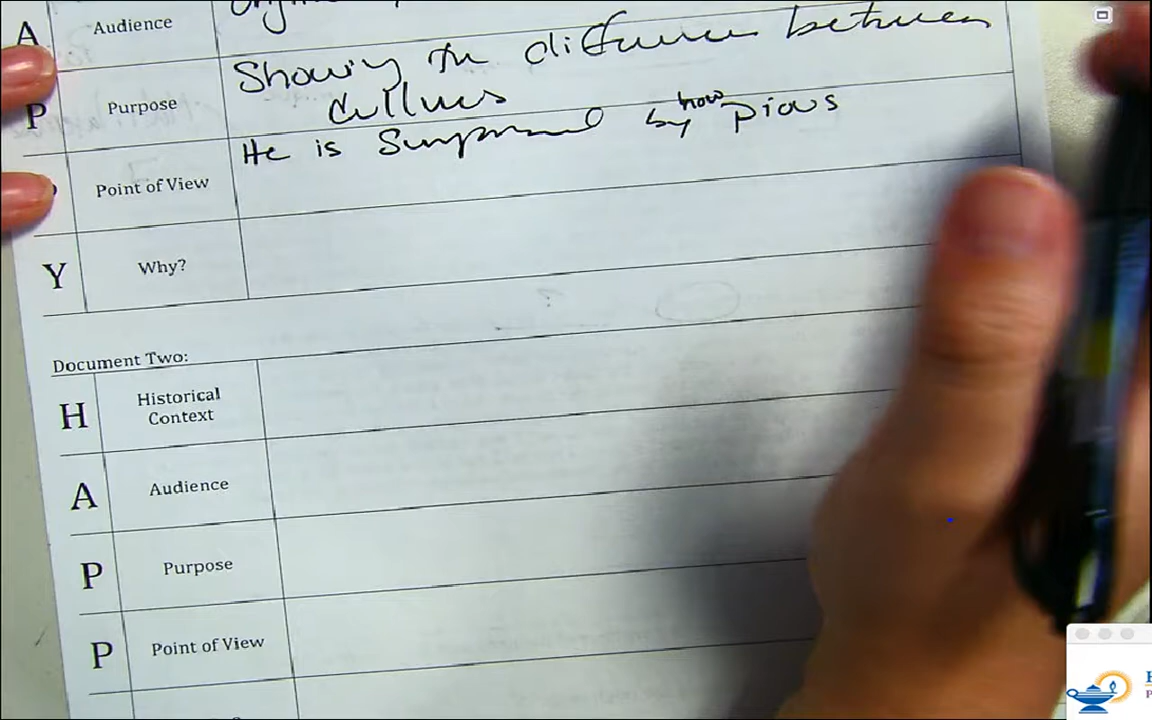 A Audience
Showing the difference between
P Purpose
cultures
He is Surprised by how pious
Point of View
Y Why?
Document Two:
H Historical
Context
A Audience
P Purpose
P Point of View